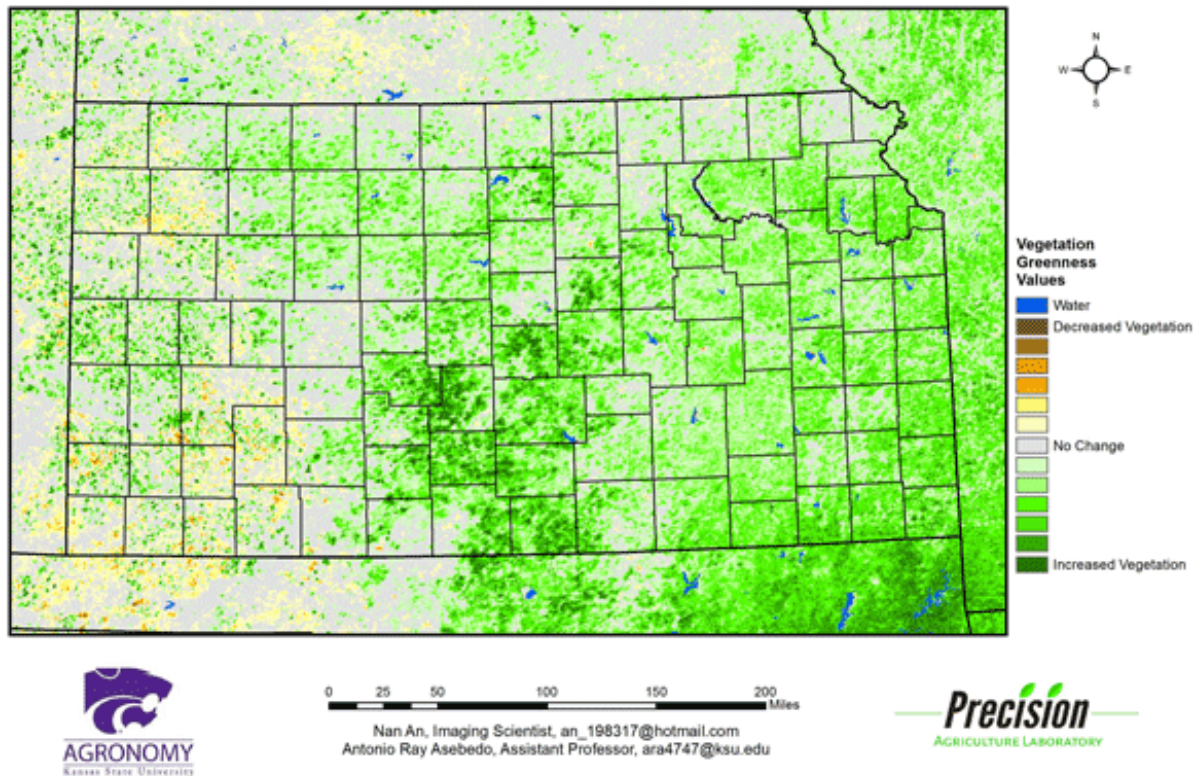 N
W
E
S
Vegetation
Greenness
Values
Water
Decreased Vegetation
No Change
Increased Vegetation
0 25 50 100 150 200
Miles
Nan An, Imaging Scientist, an_198317@hotmail.com
Antonio Ray Asebedo, Assistant Professor, ara4747@ksu.edu
AGRONOMY
Kansas State University
Precision
AGRICULTURE LABORATORY